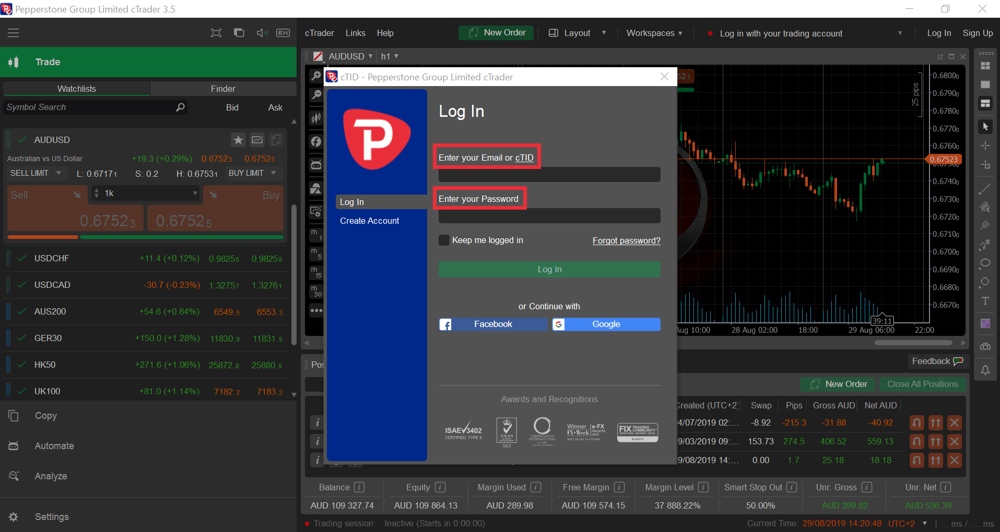 Pepperstone Group Limited cTrader 3.5
EN
cTrader Links Help
New Order
Layout
Workspaces
Log in with your trading account
Log In Sign Up
Trade
Watchlists Finder
Symbol Search Bid Ask
AUDUSD
Australian vs US Dollar +19.3 (+0.29%) 0.67523 0.67525
SELL LIMIT L: 0.67171 S: 0.2 H: 0.67531 BUY LIMIT
Sell 1k Buy
0.67523 0.67525
USDCHF +11.4 (+0.12%) 0.98256 0.98259
USDCAD -30.7 (-0.23%) 1.32757 1.32761
AUS200 +54.6 (+0.84%) 6549.5 6553.3
GER30 +150.0 (+1.28%) 11830.9 11831.9
HK50 +271.6 (+1.06%) 25872.8 25880.8
UK100 +81.0 (+1.14%) 7182.2 7183.2
Copy
Automate
Analyze
Settings
AUDUSD h1
m1
m5
m15
m30
cTID - Pepperstone Group Limited cTrader
Log In
Create Account
Log In
Enter your Email or cTID
Enter your Password
Keep me logged in Forgot password?
Log In
or Continue with
Facebook Google
Awards and Recognitions
ISAE 3402
CERTIFIED TYPE II
UKAS
QUALITY
MANAGEMENT
063
CERTIFICATION
INTERNATIONAL
Winner
FX-Week
e-FX
Awards
2013
BEST RETAIL PLATFORM
FIX TRADING
COMMUNITY
MEMBER
25
25 pips
0.68000
0.67900
0.67800
0.67700
0.67600
0.67523
0.67500
0.67400
0.67300
0.67200
0.67100
0.67000
0.66900
0.66800
0.66700
39:11
Aug 10:00 28 Aug 02:00 18:00 29 Aug 06:00 22:00
T
Pos
Feedback
New Order Close All Positions
Created (UTC+2) Swap Pips Gross AUD Net AUD
4/07/2019 02:... -8.92 -215.3 -31.88 -40.92
9/03/2019 09:... 153.73 274.5 406.52 559.13
9/08/2019 14:... 0.00 1.7 25.18 18.18
Balance Equity Margin Used Free Margin Margin Level Smart Stop Out Unr. Gross Unr. Net
AUD 109 327.74 AUD 109 864.13 AUD 289.98 AUD 109 574.15 37 888.22% 50.00% AUD 399.82 AUD 536.39
Trading session: Inactive (Starts in 0:00:00)
Current Time: 29/08/2019 14:20:48 UTC+2 | ... ms / .... ms